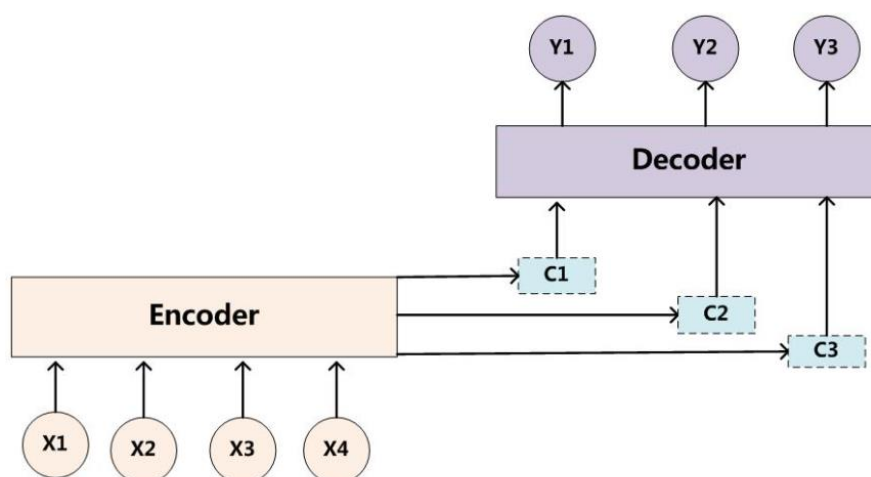 Y1 Y2 Y3
Decoder
C1
Encoder
C2
C3
X1 X2 X3 X4